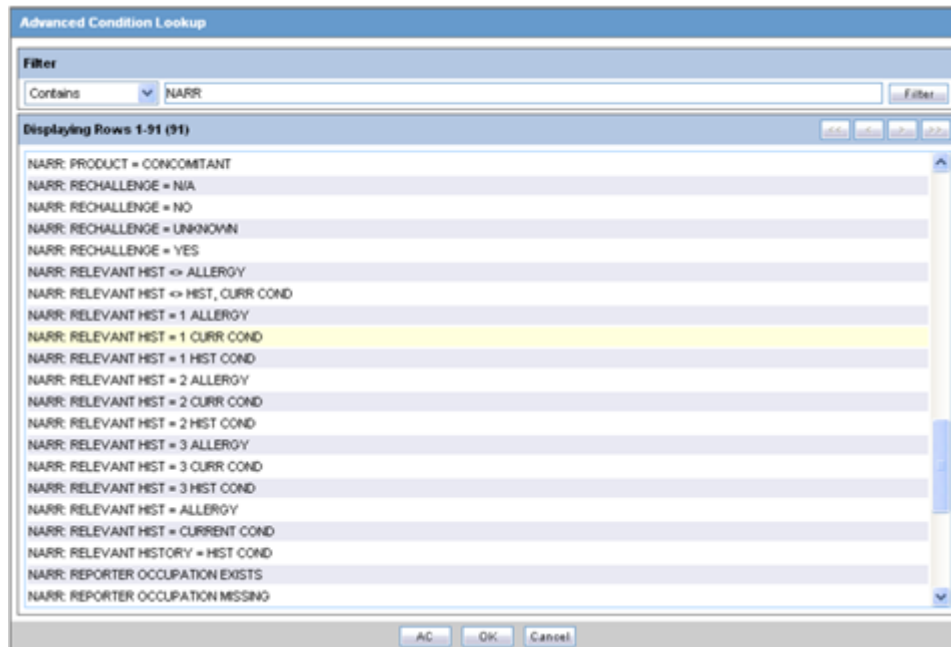 Advanced Condition Lookup
Filter
Contains NARR Filter
Displaying Rows 1-91 (91) << < > >>
NARR: PRODUCT = CONCOMITANT
NARR: RECHALLENGE = N/A
NARR: RECHALLENGE = NO
NARR: RECHALLENGE = UNKNOWN
NARR: RECHALLENGE = YES
NARR: RELEVANT HIST <> ALLERGY
NARR: RELEVANT HIST <> HIST, CURR COND
NARR: RELEVANT HIST = 1 ALLERGY
NARR: RELEVANT HIST = 1 CURR COND
NARR: RELEVANT HIST = 1 HIST COND
NARR: RELEVANT HIST = 2 ALLERGY
NARR: RELEVANT HIST = 2 CURR COND
NARR: RELEVANT HIST = 2 HIST COND
NARR: RELEVANT HIST = 3 ALLERGY
NARR: RELEVANT HIST = 3 CURR COND
NARR: RELEVANT HIST = 3 HIST COND
NARR: RELEVANT HIST = ALLERGY
NARR: RELEVANT HIST = CURRENT COND
NARR: RELEVANT HISTORY = HIST COND
NARR: REPORTER OCCUPATION EXISTS
NARR: REPORTER OCCUPATION MISSING
AC OK Cancel